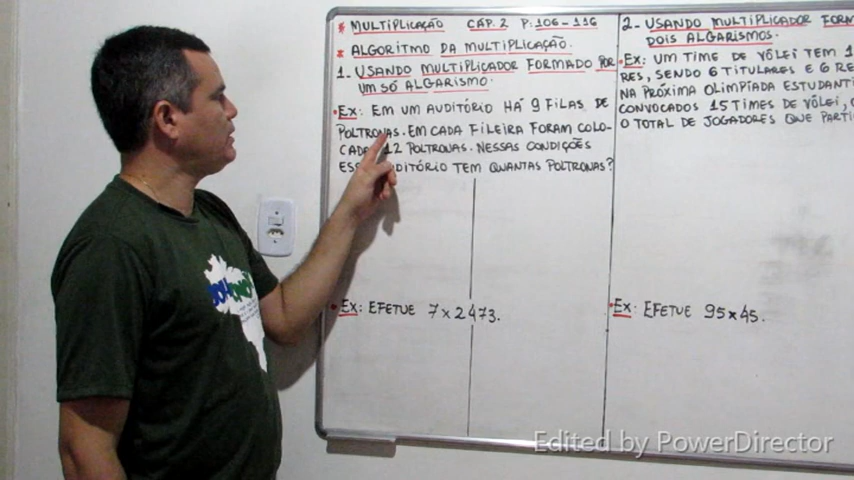 * MULTIPLICAÇÃO CAP. 2 P: 106-116
* ALGORITMO DA MULTIPLICAÇÃO.
1- USANDO MULTIPLICADOR FORMADO POR
UM SÓ ALGARISMO.
Ex: EM UM AUDITÓRIO HÁ 9 FILAS DE
POLTRONAS. EM CADA FILEIRA FORAM COLO-
CADAS 12 POLTRONAS. NESSAS CONDIÇÕES
ESSE AUDITÓRIO TEM QUANTAS POLTRONAS?
Ex: EFETUE 7 x 2473.
2- USANDO MULTIPLICADOR FORM
DOIS ALGARISMOS.
Ex: UM TIME DE VÔLEI TEM 1
RES, SENDO 6 TITULARES E 6 RE
NA PRÓXIMA OLIMPÍADA ESTUDANTI
CONVOCADOS 15 TIMES DE VÔLEI,
O TOTAL DE JOGADORES QUE PARTI
Ex: EFETUE 95 x 45.
Edited by PowerDirector